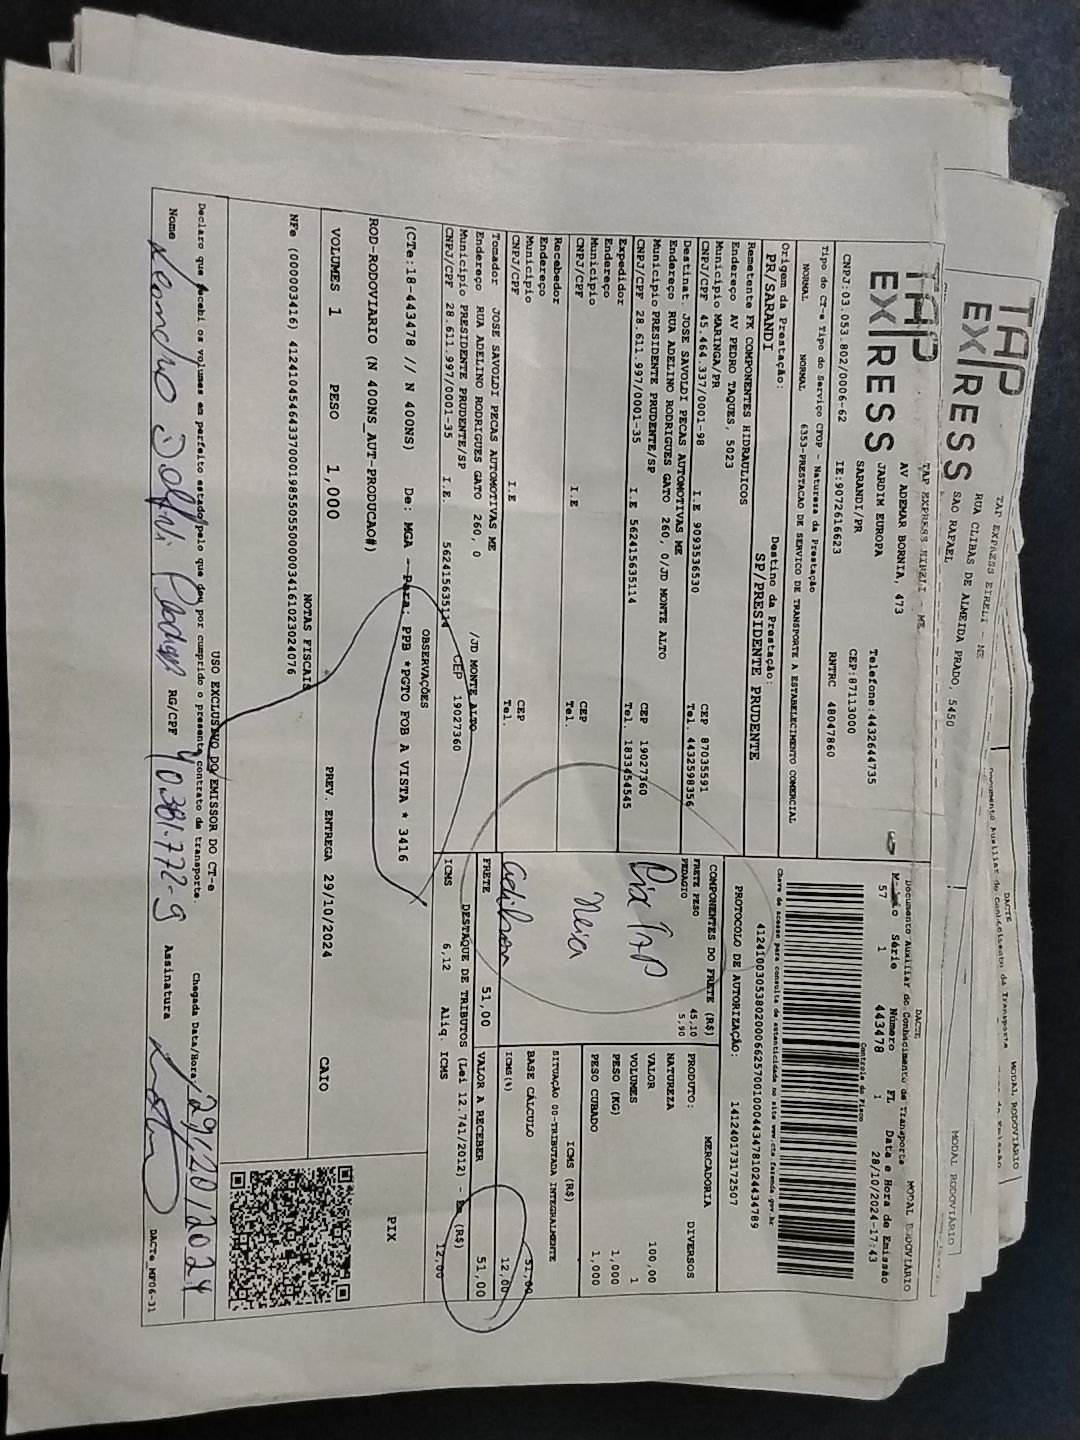 TAP EXPRESS EIRELI - ME
RUA CLIBAS DE ALMEIDA PRADO, 5450
SAO RAFAEL
TAP
EXPRESS
DACTE
MODAL RODOVIÁRIO
MODAL RODOVIÁRIO
TAP
EXPRESS
TAP EXPRESS EIRELI - ME
AV ADEMAR BORNIA, 473
JARDIM EUROPA
SARANDI/PR
Telefone:4432644735
CEP:87113000
CNPJ:03.053.802/0006-62
IE:9072616623
RNTRC 48047860
DACTE
Documento Auxiliar do Conhecimento de Transporte
MODAL RODOVIÁRIO
Série Número FL Data e Hora de Emissão
57 1 443478 1 28/10/2024-17:43
Controle do Fisco
Chave de acesso para consulta de autenticidade no site www.cte.fazenda.gov.br
PROTOCOLO DE AUTORIZAÇÃO: 141240173172507
Tipo do CT-e Tipo do Serviço CFOP - Natureza da Prestação
NORMAL NORMAL 6353-PRESTACAO DE SERVICO DE TRANSPORTE A ESTABELECIMENTO COMERCIAL
Origem da Prestação: Destino da Prestação:
PR/SARANDI SP/PRESIDENTE PRUDENTE
Remetente FK COMPONENTES HIDRAULICOS
Endereço AV PEDRO TAQUES, 5023
Município MARINGA/PR CEP 87035591
CNPJ/CPF 45.464.337/0001-98 I.E 9093536530 Tel. 4432598356
Destinat. JOSE SAVOLDI PECAS AUTOMOTIVAS ME
Endereço RUA ADELINO RODRIGUES GATO 260, 0/JD MONTE ALTO
Município PRESIDENTE PRUDENTE/SP CEP 19027360
CNPJ/CPF 28.611.997/0001-35 I.E 562415635114 Tel. 1833454545
Expedidor
Endereço
Município CEP
CNPJ/CPF I.E Tel.
Recebedor
Endereço
Município CEP
CNPJ/CPF I.E Tel.
Tomador JOSE SAVOLDI PECAS AUTOMOTIVAS ME
Endereço RUA ADELINO RODRIGUES GATO 260, 0 /JD MONTE ALTO
Município PRESIDENTE PRUDENTE/SP CEP 19027360
CNPJ/CPF 28.611.997/0001-35 I.E 562415635114
COMPONENTES DO FRETE (R$)
FRETE PESO 45,10
PEDAGIO 5,90
FRETE 51,00
PRODUTO: MERCADORIA
NATUREZA DIVERSOS
VALOR 100,00
VOLUMES 1
PESO (KG) 1,000
PESO CUBADO 1,000
ICMS (R$)
SITUAÇÃO 00-TRIBUTADA INTEGRALMENTE
BASE CÁLCULO 51,00
ICMS(%) 12,00
VALOR A RECEBER 51,00
DESTAQUE DE TRIBUTOS (Lei 12.741/2012) - Em (R$)
ICMS 6,12 Aliq. ICMS 12,00
OBSERVAÇÕES
(CTe:18-443478 // N 400NS) De: MGA - Para: PPB *PGTO FOB A VISTA * 3416
ROD-RODOVIARIO (N 400NS_AUT-PRODUCAO#)
PIX
VOLUMES 1 PESO 1,000 PREV. ENTREGA 29/10/2024 CAIO
NOTAS FISCAIS
USO EXCLUSIVO DO EMISSOR DO CT-e
Declaro que recebi os volumes em perfeito estado pelo que dou por cumprido o presente contrato de transporte. Chegada Data/Hora
Nome RG/CPF 40381.772-9 Assinatura
DACTe MP06-31